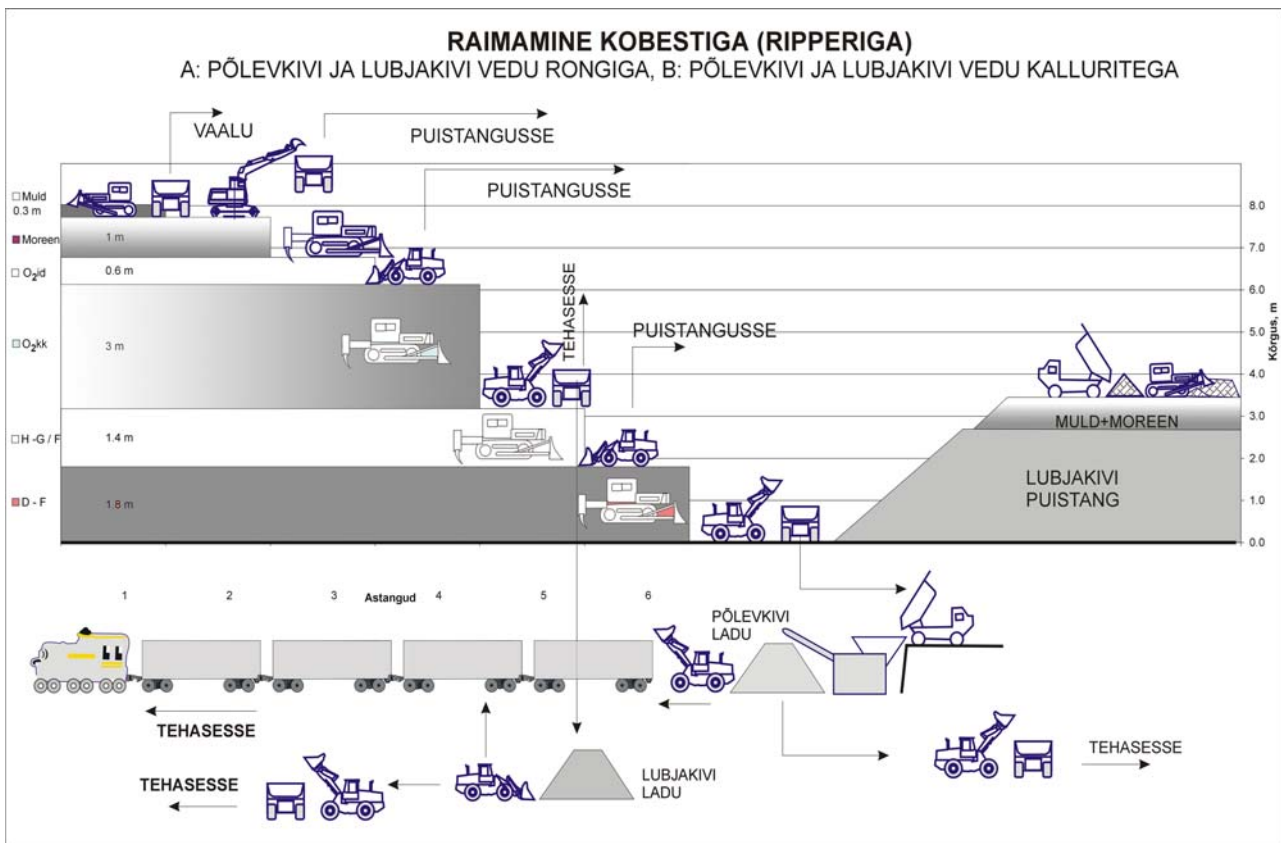 RAIMAMINE KOBESTIGA (RIPPERIGA)
A: PÕLEVKIVI JA LUBJAKIVI VEDU RONGIGA, B: PÕLEVKIVI JA LUBJAKIVI VEDU KALLURITEGA
VAALU
PUISTANGUSSE
PUISTANGUSSE
Muld
0.3 m
Moreen
1 m
O2id
0.6 m
O2kk
3 m
H -G / F
1.4 m
D - F
1.8 m
TEHASESSE
PUISTANGUSSE
8.0
7.0
6.0
5.0
4.0
3.0
2.0
1.0
0.0
Kõrgus, m
MULD+MOREEN
LUBJAKIVI
PUISTANG
1 2 3 Astangud 4 5 6
PÕLEVKIVI
LADU
TEHASESSE
TEHASESSE
LUBJAKIVI
LADU
TEHASESSE